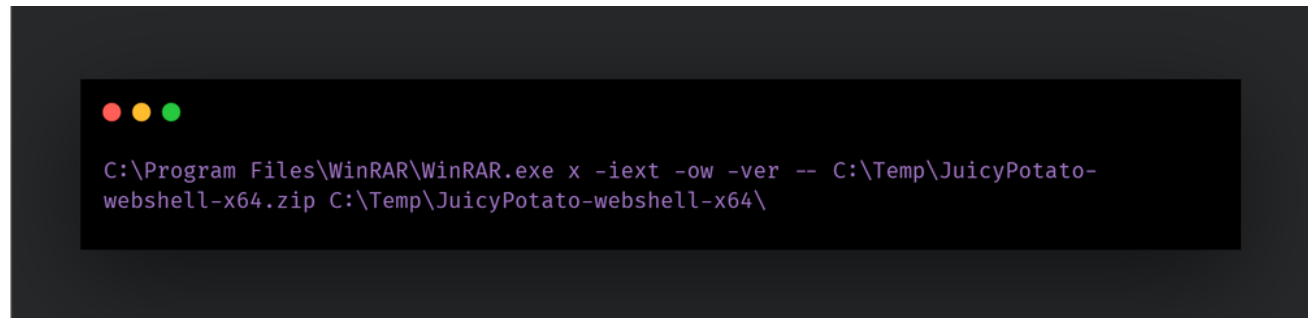 C:\Program Files\WinRAR\WinRAR.exe x -iext -ow -ver -- C:\Temp\JuicyPotato-
webshell-x64.zip C:\Temp\JuicyPotato-webshell-x64\